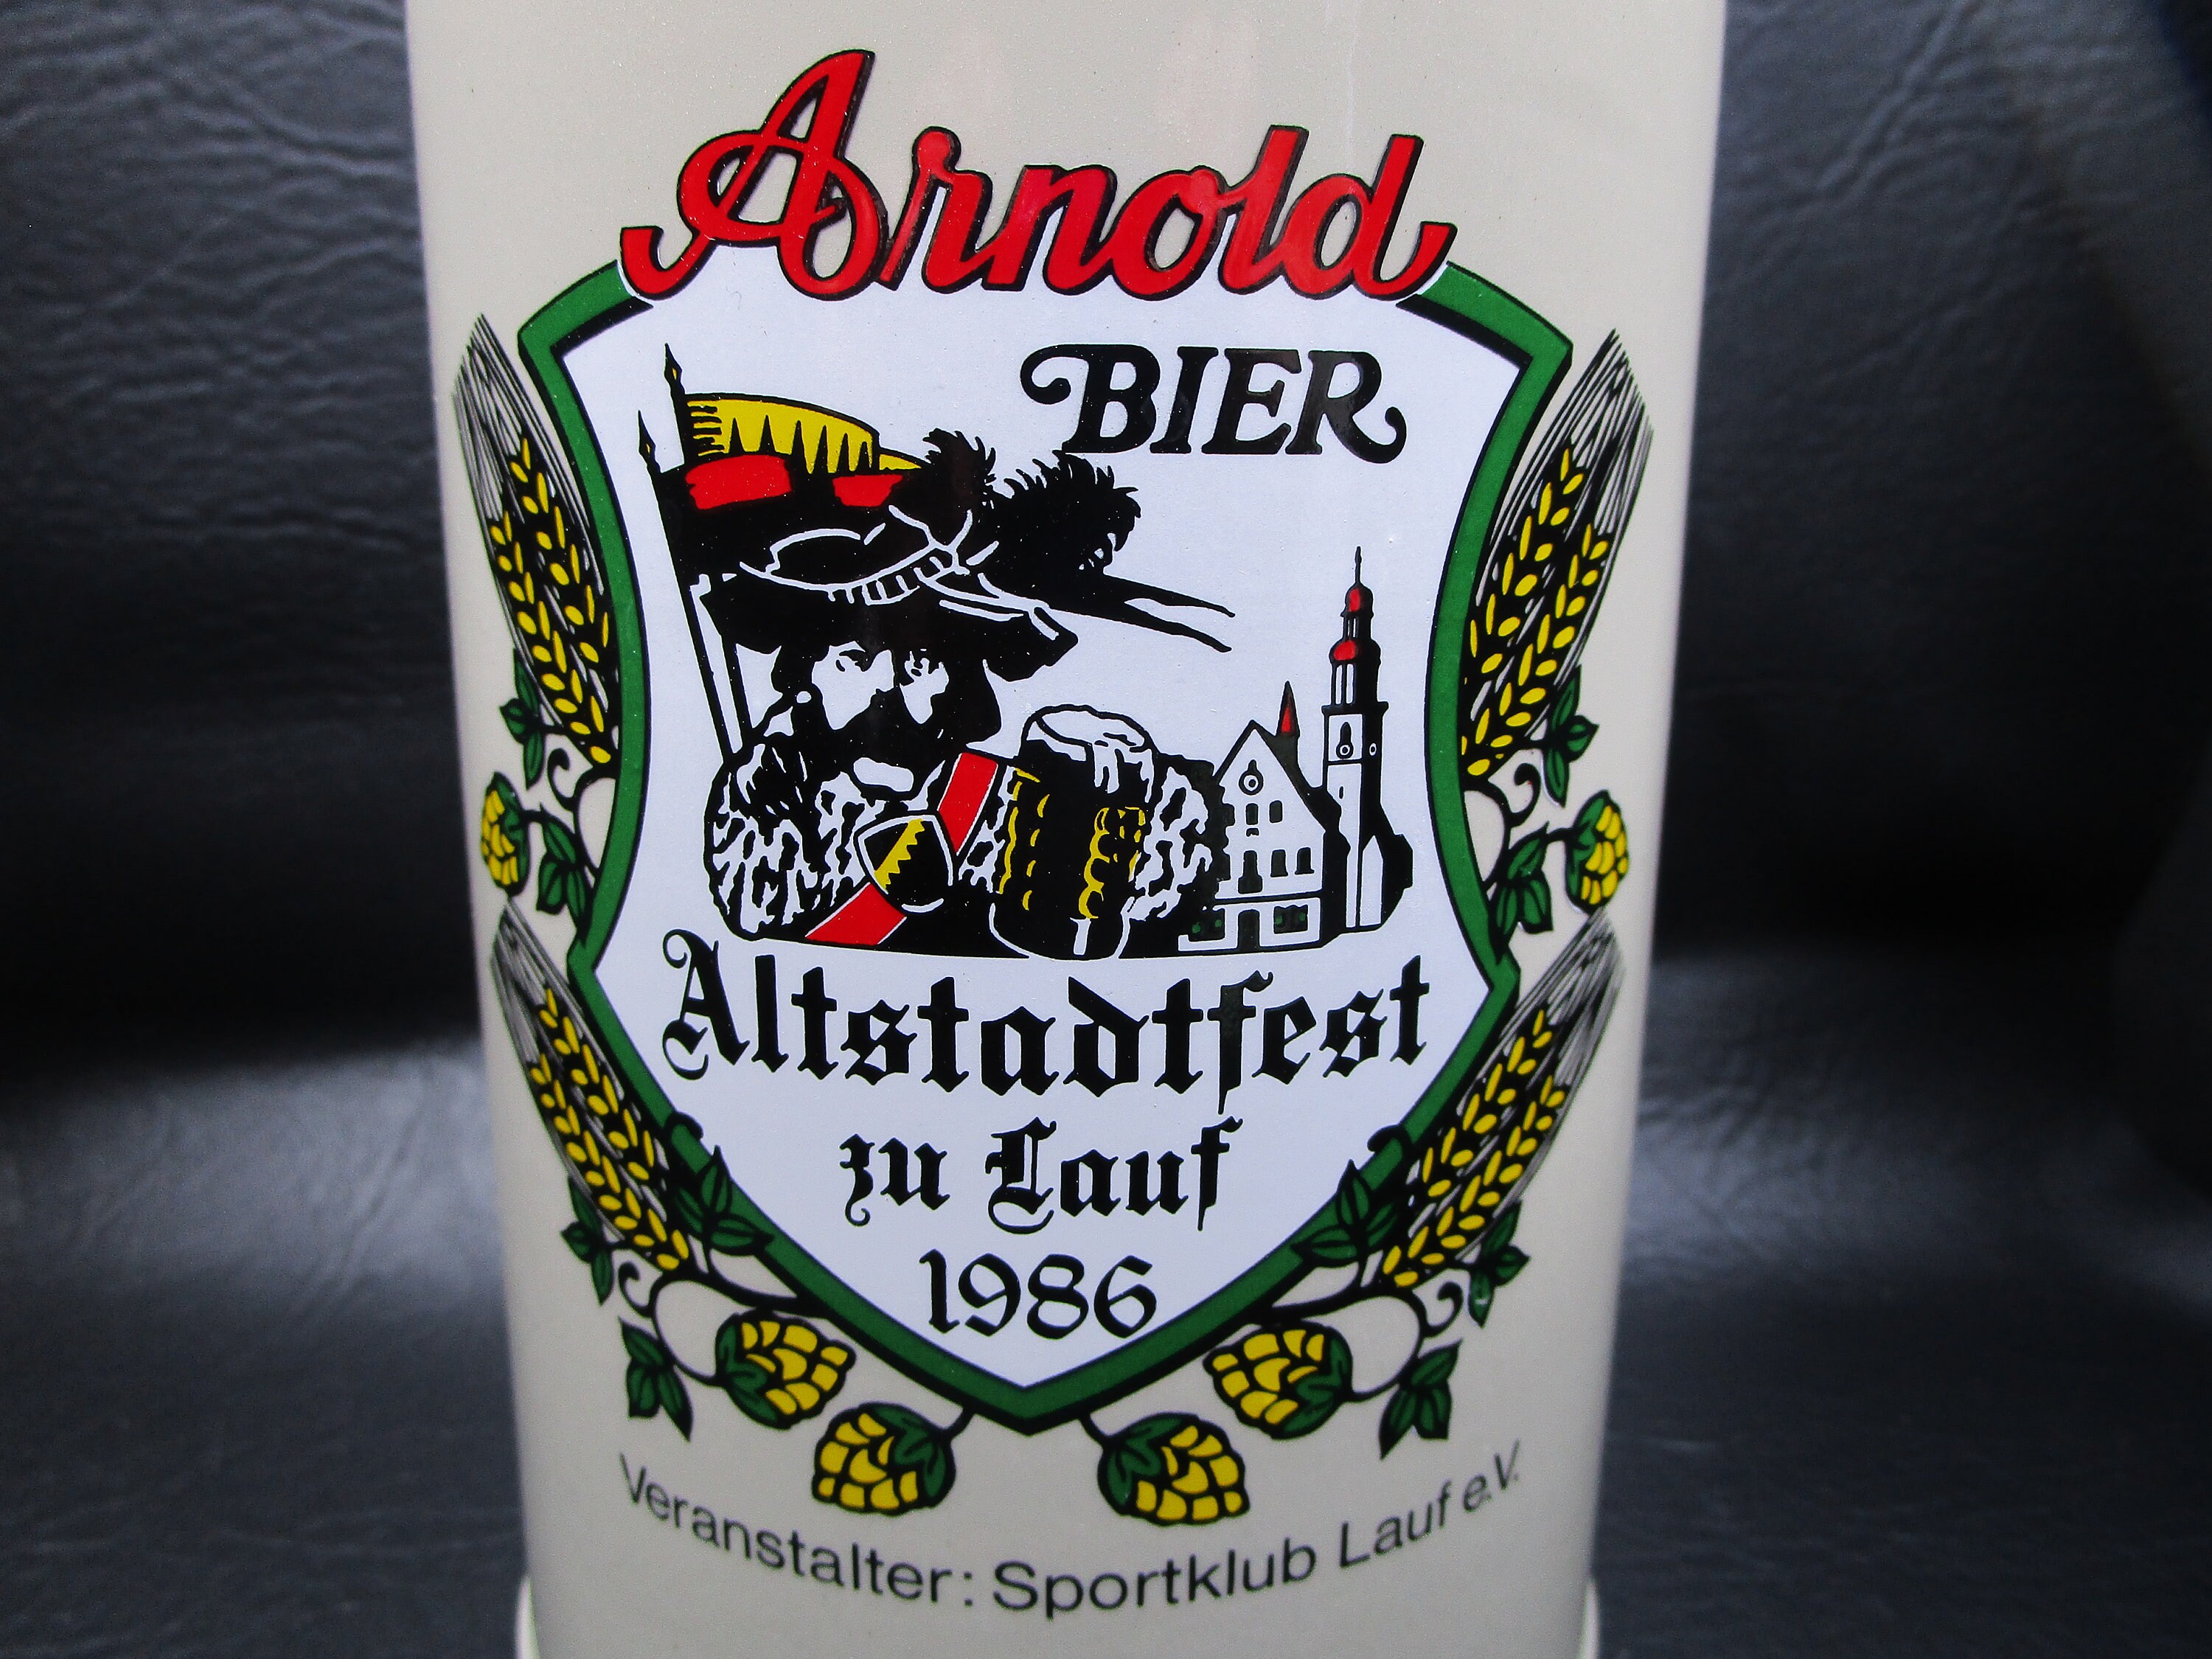 Arnold
BIER
Altstadtfest
zu Lauf
1986
Veranstalter: Sportklub Lauf e.V.